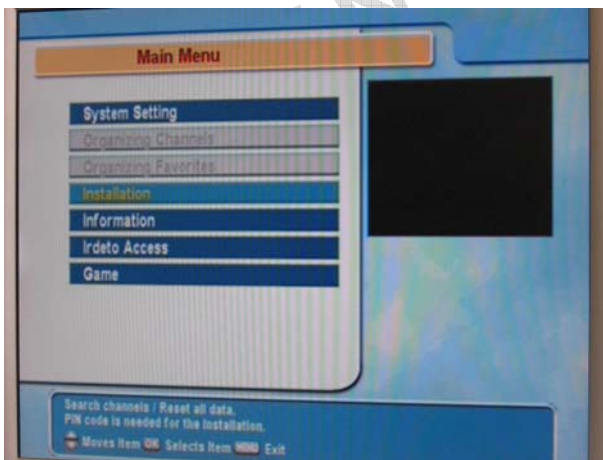 Main Menu
System Setting
Organizing Channels
Organizing Favorites
Installation
Information
Irdeto Access
Game
Search channels / Reset all data.
PIN code is needed for the Installation.
Moves Item OK Selects Item MENU Exit